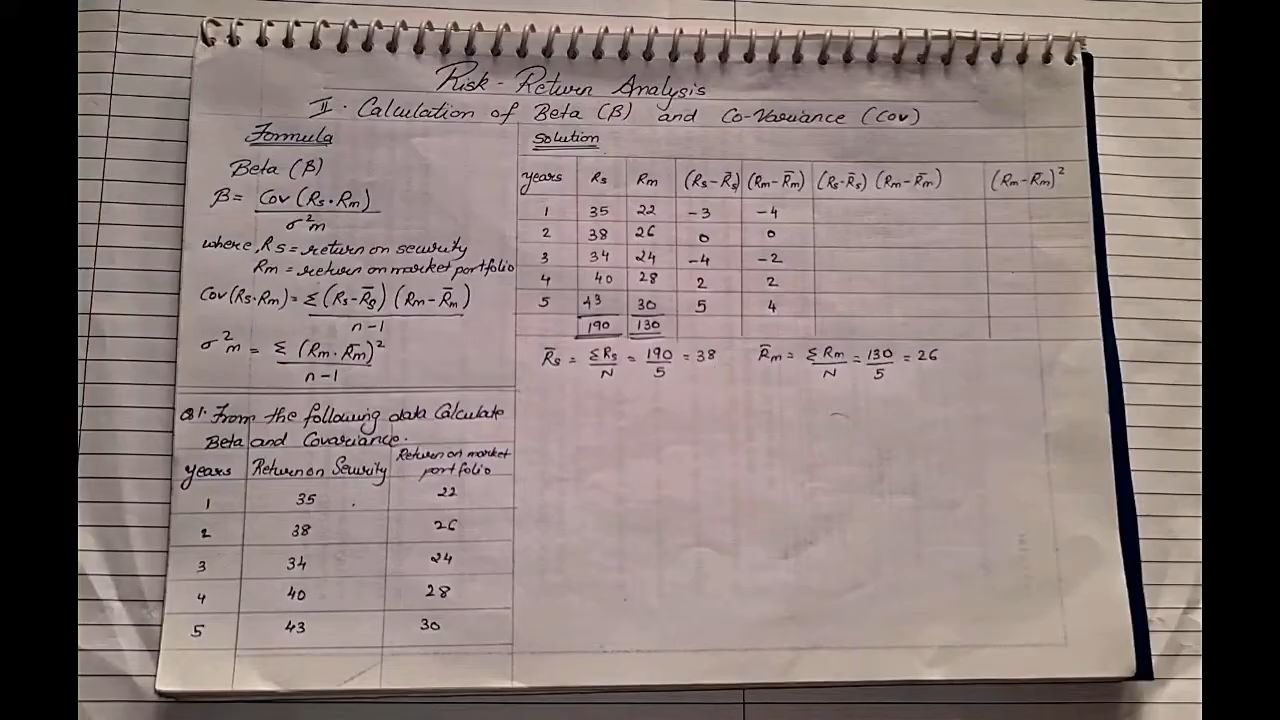 Risk - Return Analysis
II. Calculation of Beta (β) and Co-Variance (Cov)
Formula
Beta (β)
β = Cov (Rs . Rm)
σ²m
where, Rs = return on security
Rm = return on market portfolio
Cov (Rs . Rm) = Σ (Rs - R̄s) (Rm - R̄m)
n-1
σ²m = Σ (Rm . R̄m)²
n-1
Q1. From the following data Calculate
Beta and Covariance.
years Return on Security Return on market portfolio
1 35 22
2 38 26
3 34 24
4 40 28
5 43 30
Solution
years Rs Rm (Rs - R̄s) (Rm - R̄m) (Rs - R̄s) (Rm - R̄m) (Rm - R̄m)²
1 35 22 -3 -4
2 38 26 0 0
3 34 24 -4 -2
4 40 28 2 2
5 43 30 5 4
190 130
R̄s = ΣRs/N = 190/5 = 38 R̄m = ΣRm/N = 130/5 = 26